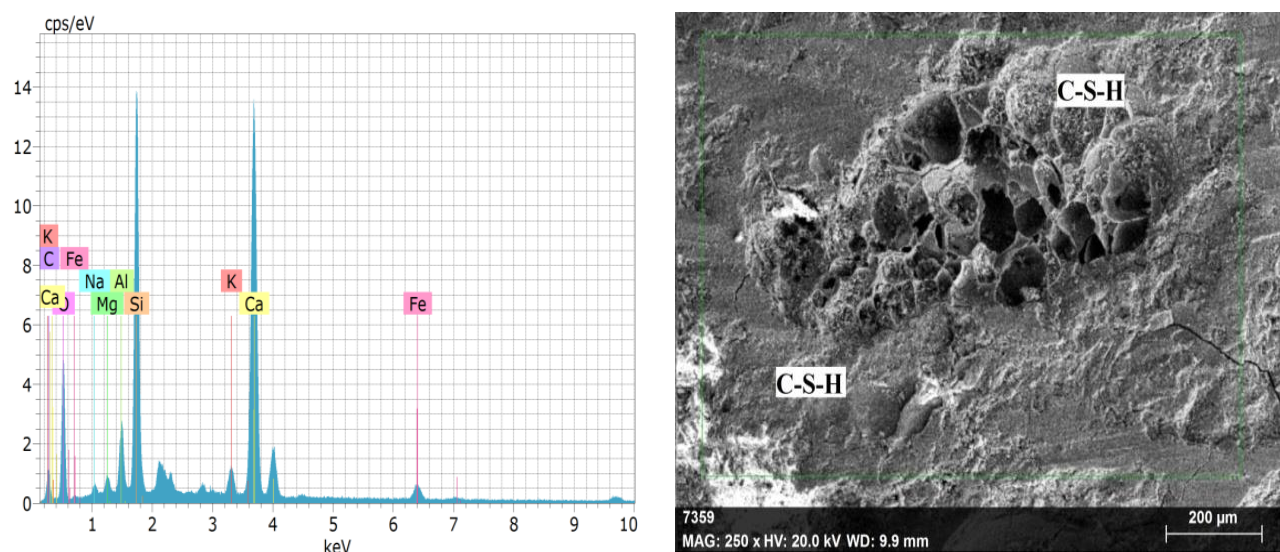 cps/eV
14
12
10
8
6
4
2
0
K
C Fe
Na Al
Ca O Mg Si
K
Ca
Fe
1 2 3 4 5 6 7 8 9 10
keV
C-S-H
C-S-H
7359
MAG: 250 x HV: 20.0 kV WD: 9.9 mm
200 µm